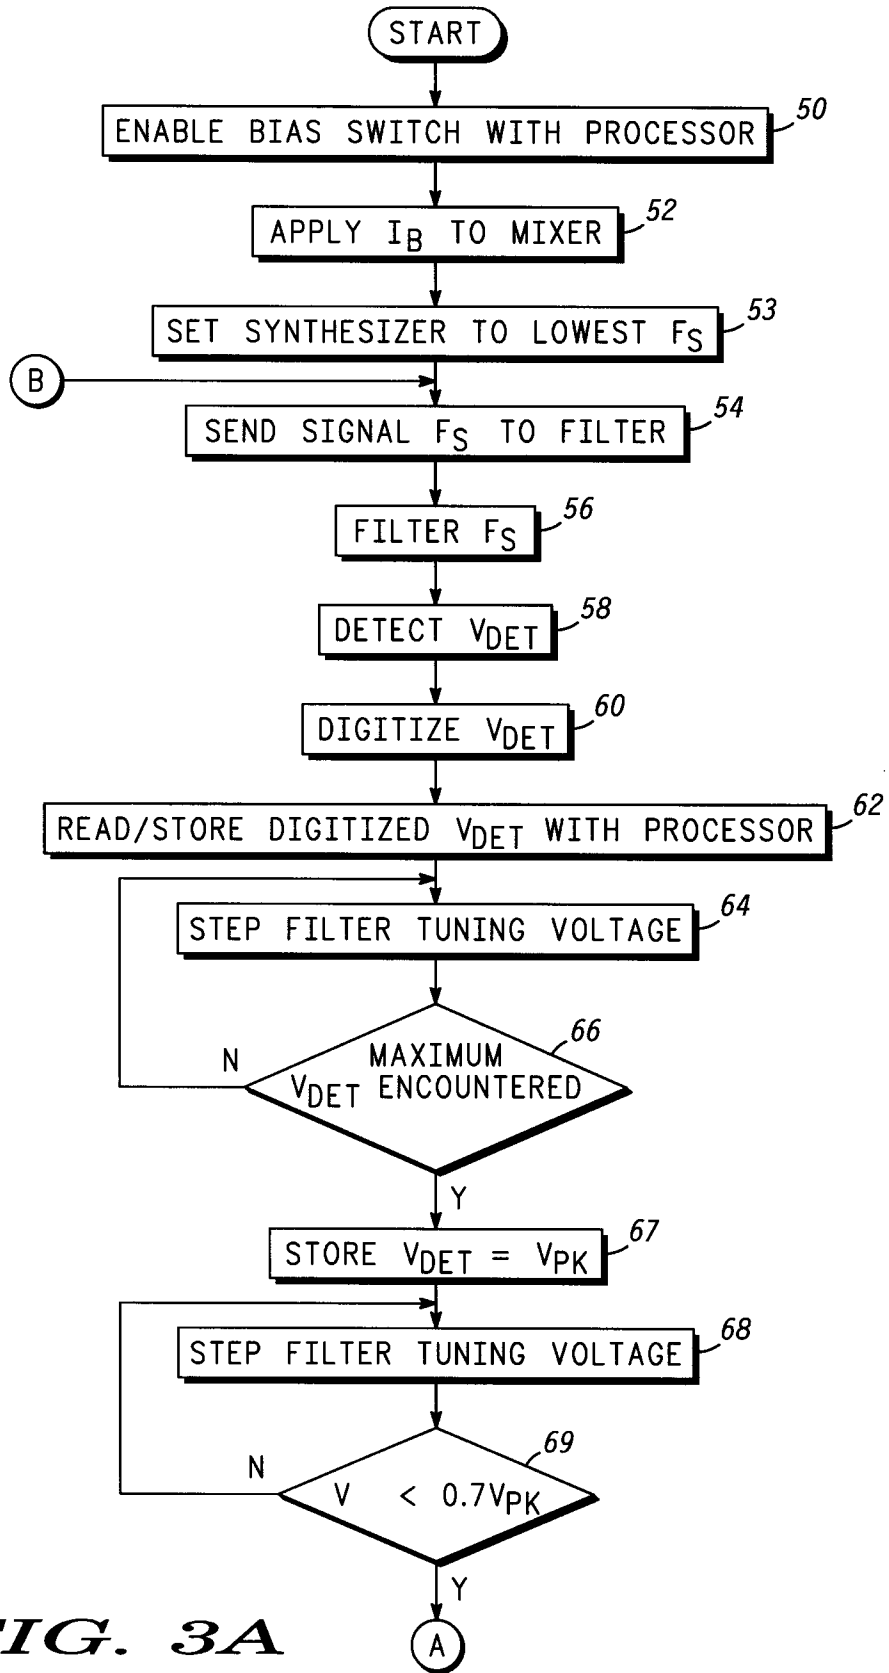 START
ENABLE BIAS SWITCH WITH PROCESSOR
50
APPLY IB TO MIXER
52
SET SYNTHESIZER TO LOWEST FS
53
B
SEND SIGNAL FS TO FILTER
54
FILTER FS
56
DETECT VDET
58
DIGITIZE VDET
60
READ/STORE DIGITIZED VDET WITH PROCESSOR
62
STEP FILTER TUNING VOLTAGE
64
66
MAXIMUM
N
VDET ENCOUNTERED
Y
STORE VDET = VPK
67
STEP FILTER TUNING VOLTAGE
68
69
N
V < 0.7VPK
Y
FIG. 3A
A